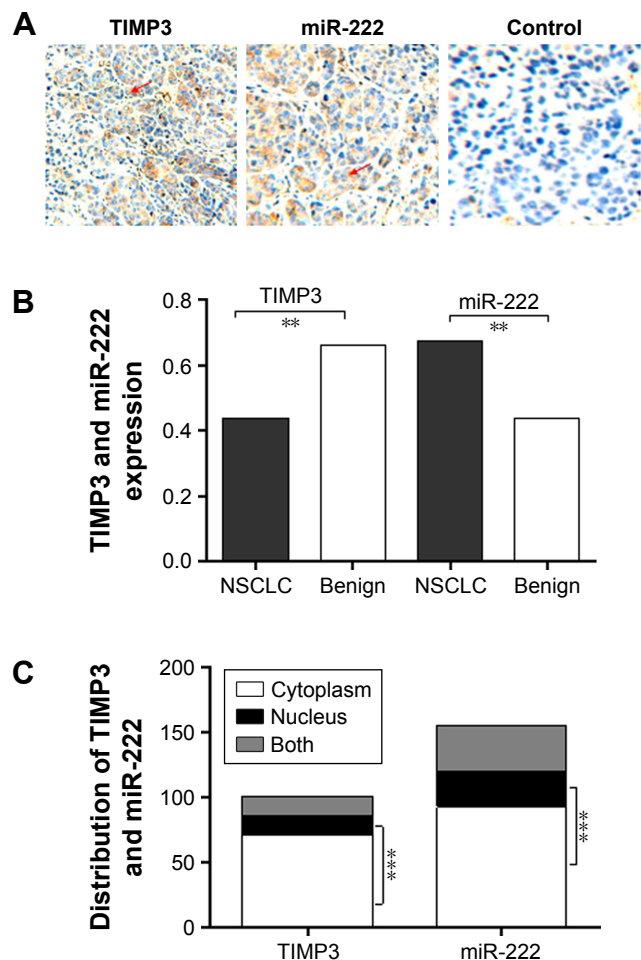 A
TIMP3
miR-222
Control
B
TIMP3 and miR-222
expression
0.8
0.6
0.4
0.2
0.0
TIMP3
**
miR-222
**
NSCLC
Benign
NSCLC
Benign
C
Distribution of TIMP3
and miR-222
200
150
100
50
0
Cytoplasm
Nucleus
Both
***
***
TIMP3
miR-222